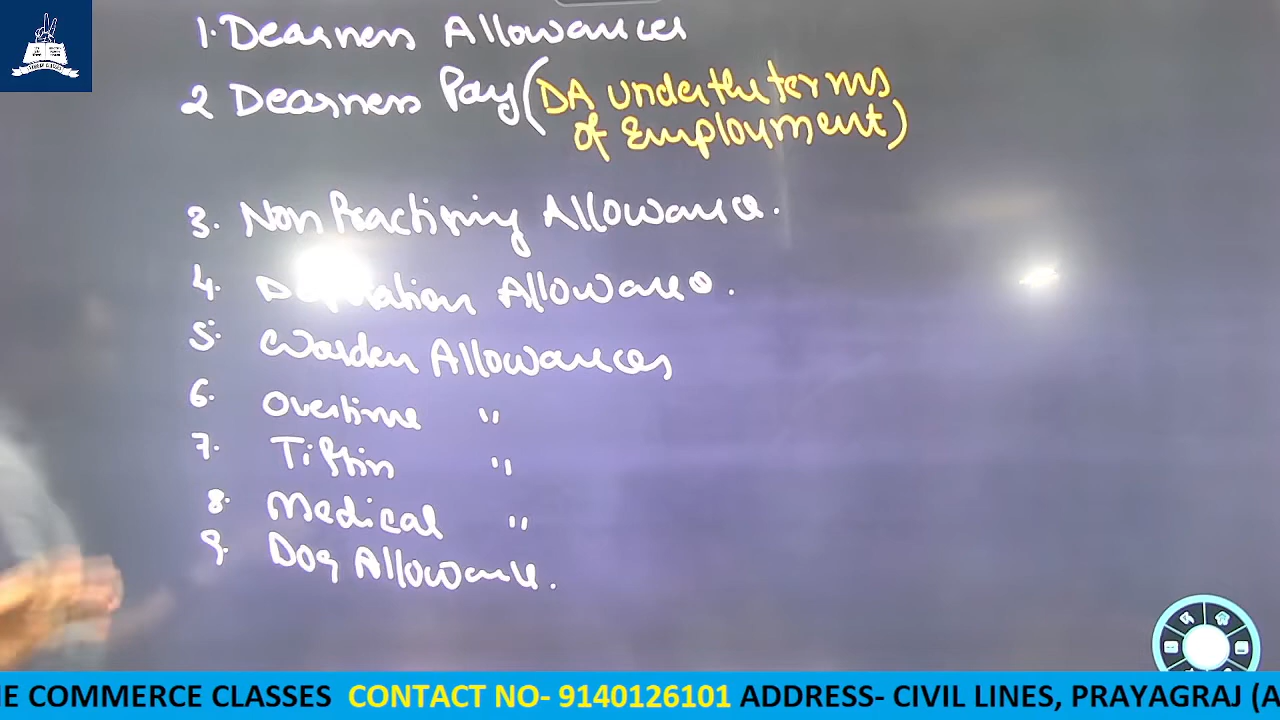 1. Dearness Allowances
2 Dearness Pay (DA under the terms
of Employment)
3. Non Practising Allowance.
4. Allowance.
5. Warden Allowances
6. Overtime "
7. Tiffin "
8. Medical "
9. Dog Allowance.
HE COMMERCE CLASSES CONTACT NO- 9140126101 ADDRESS- CIVIL LINES, PRAYAGRAJ (A